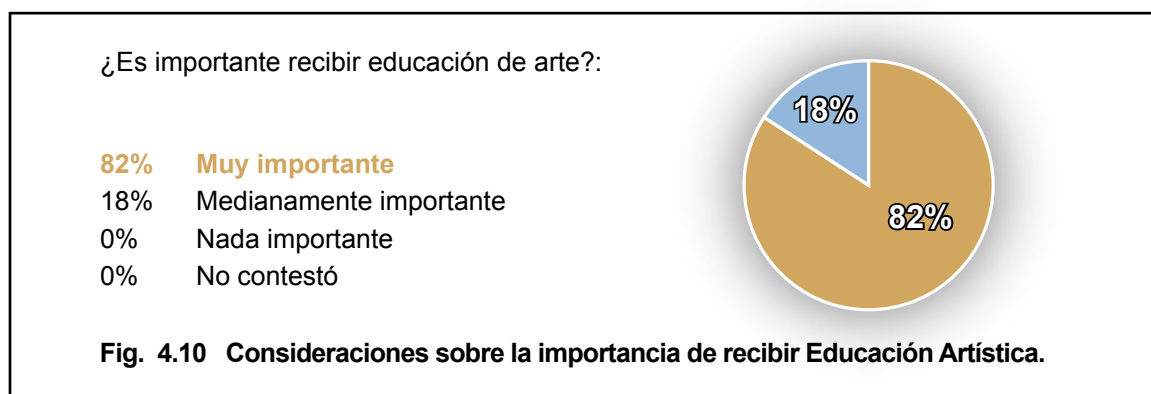 ¿Es importante recibir educación de arte?:
82% Muy importante
18% Medianamente importante
0% Nada importante
0% No contestó
18%
82%
Fig. 4.10 Consideraciones sobre la importancia de recibir Educación Artística.